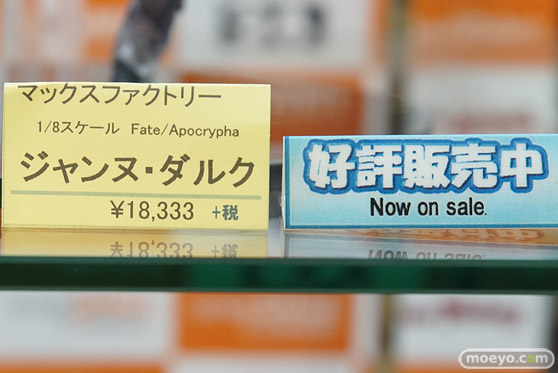 マックスファクトリー
1/8スケール Fate/Apocrypha
ジャンヌ・ダルク
¥18,333 +税
好評販売中
Now on sale.
moeyo.com